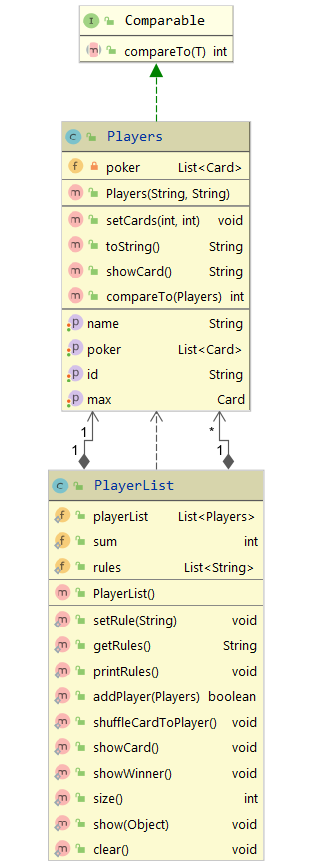 I Comparable
m compareTo(T) int
C Players
f poker List<Card>
m Players(String, String)
m setCards(int, int) void
m toString() String
m showCard() String
m compareTo(Players) int
p name String
p poker List<Card>
p id String
p max Card
1 *
1 1
C PlayerList
f playerList List<Players>
f sum int
f rules List<String>
m PlayerList()
m setRule(String) void
m getRules() String
m printRules() void
m addPlayer(Players) boolean
m shuffleCardToPlayer() void
m showCard() void
m showWinner() void
m size() int
m show(Object) void
m clear() void